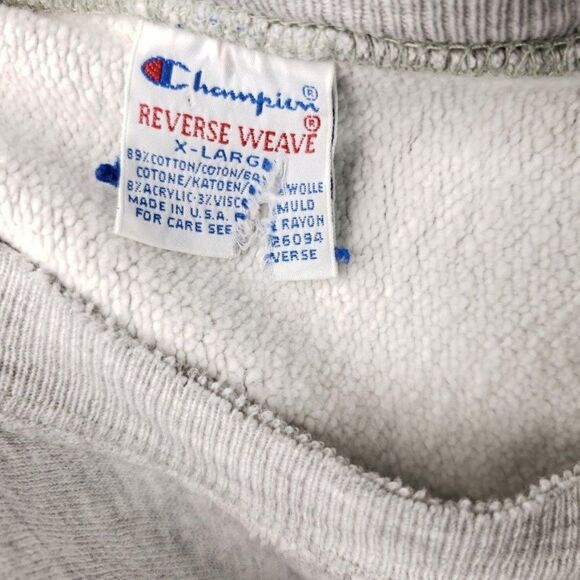 Champion®
REVERSE WEAVE®
X-LARG
89% COTTON/COTON/BA WOLLE
COTONE/KATOEN/ MULD
8% ACRYLIC·3% VISC RAYON
MADE IN U.S.A. 26094
FOR CARE SEE VERSE